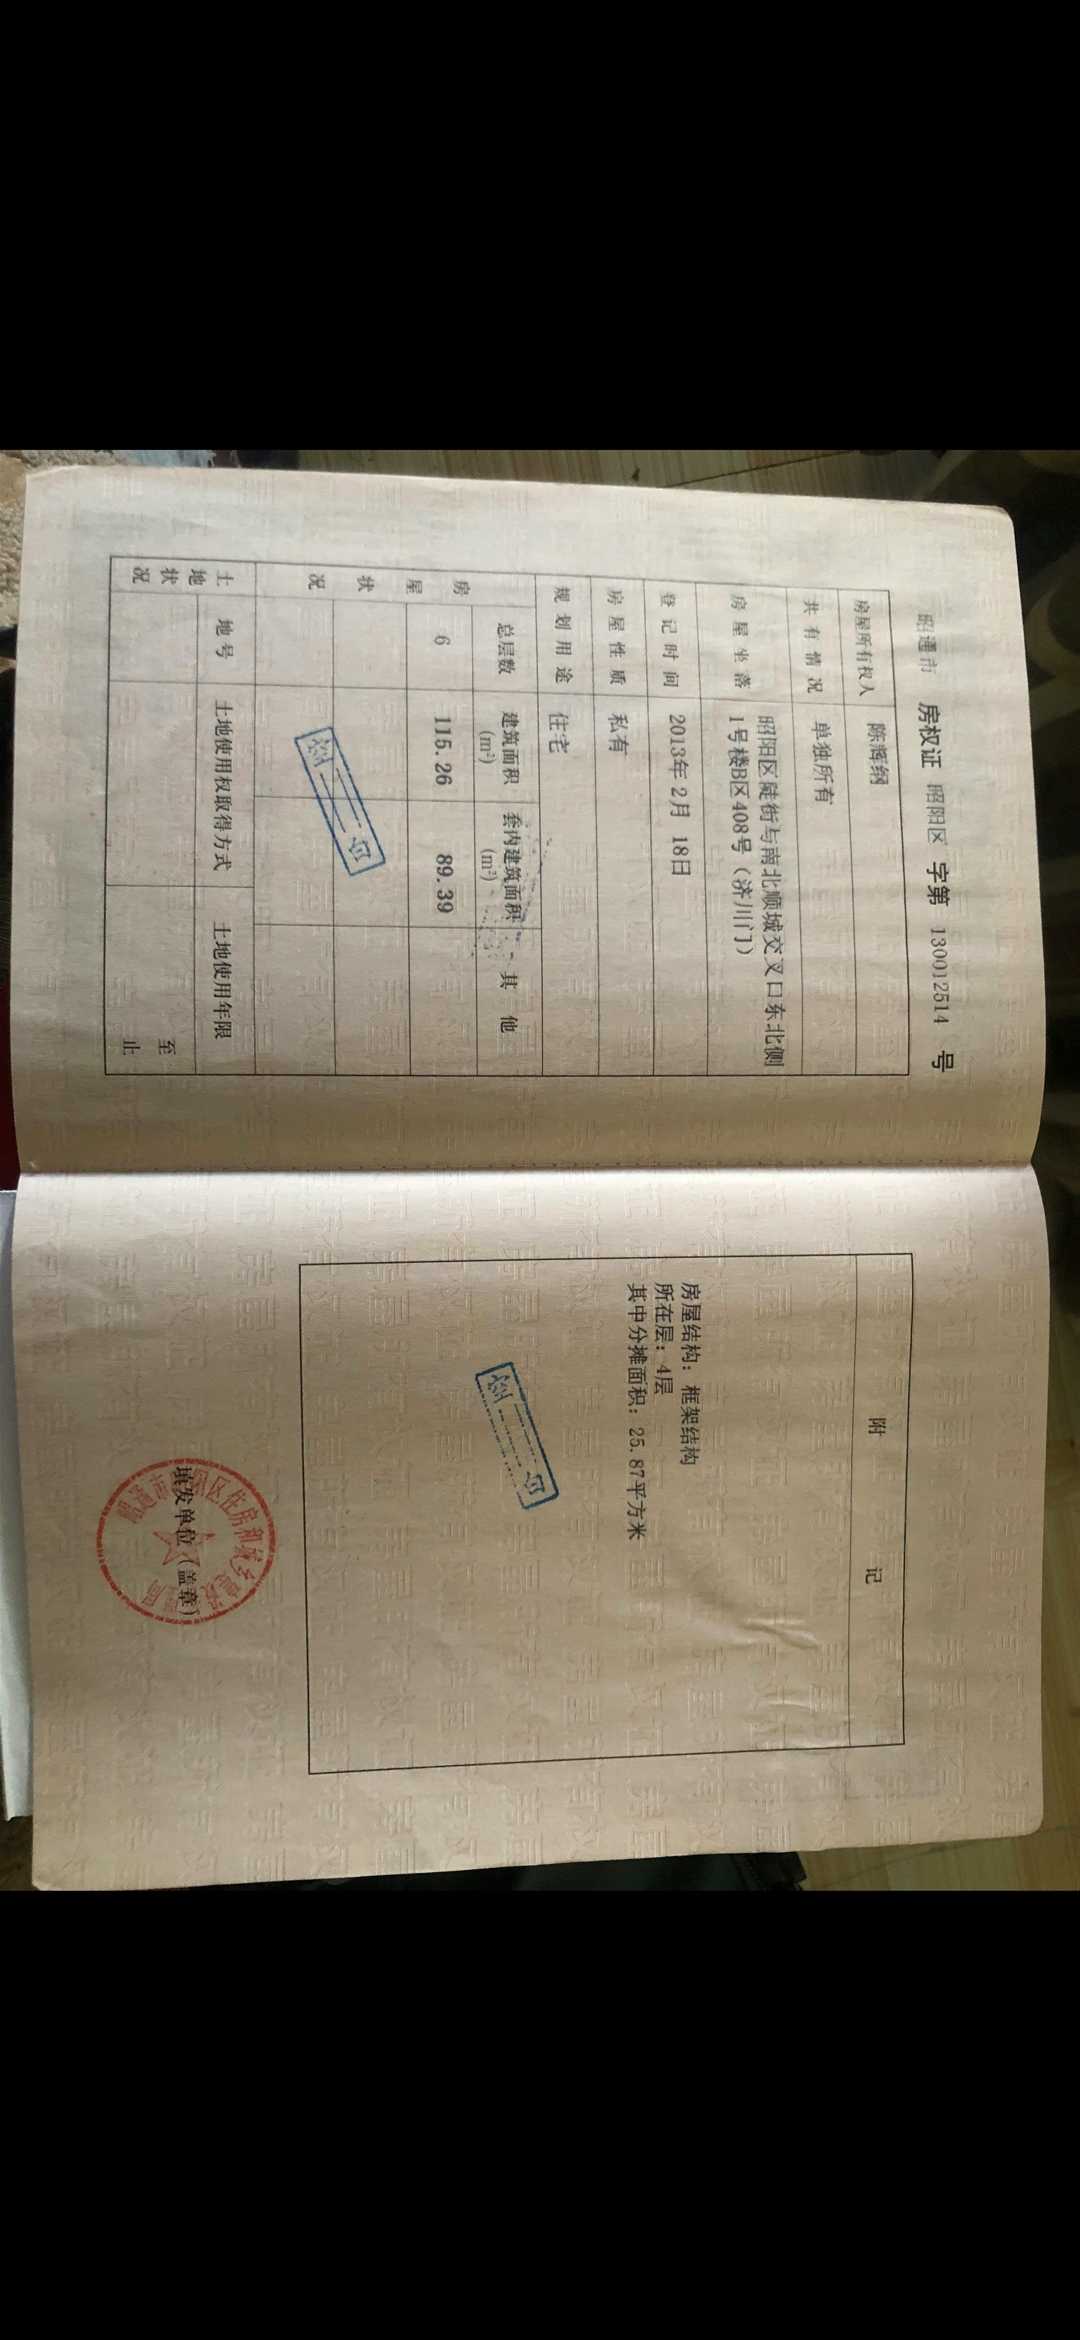 昭通市 房权证 昭阳区 字第 130012514 号
房屋所有权人 陈辉纲
共有情况 单独所有
房屋坐落 昭阳区陡街与南北顺城交叉口东北侧
1号楼B区408号（济川门）
登记时间 2013年2月 18日
房屋性质 私有
规划用途 住宅
房屋状况
总层数 建筑面积(m²) 套内建筑面积(m²) 其他
6 115.26 89.39
土地状况
地号 土地使用权取得方式 土地使用年限
至
止
附 记
房屋结构：框架结构
所在层：4层
其中分摊面积：25.87平方米
填发单位（盖章）